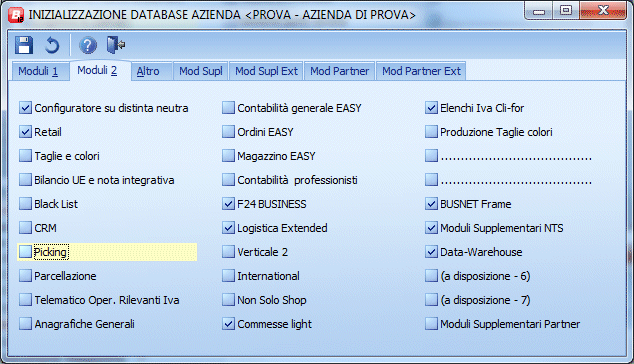 INIZIALIZZAZIONE DATABASE AZIENDA <PROVA - AZIENDA DI PROVA>
Moduli 1 Moduli 2 Altro Mod Supl Mod Supl Ext Mod Partner Mod Partner Ext
Configuratore su distinta neutra
Retail
Taglie e colori
Bilancio UE e nota integrativa
Black List
CRM
Picking
Parcellazione
Telematico Oper. Rilevanti Iva
Anagrafiche Generali
Contabilità generale EASY
Ordini EASY
Magazzino EASY
Contabilità professionisti
F24 BUSINESS
Logistica Extended
Verticale 2
International
Non Solo Shop
Commesse light
Elenchi Iva Cli-for
Produzione Taglie colori
......................................
......................................
BUSNET Frame
Moduli Supplementari NTS
Data-Warehouse
(a disposizione - 6)
(a disposizione - 7)
Moduli Supplementari Partner